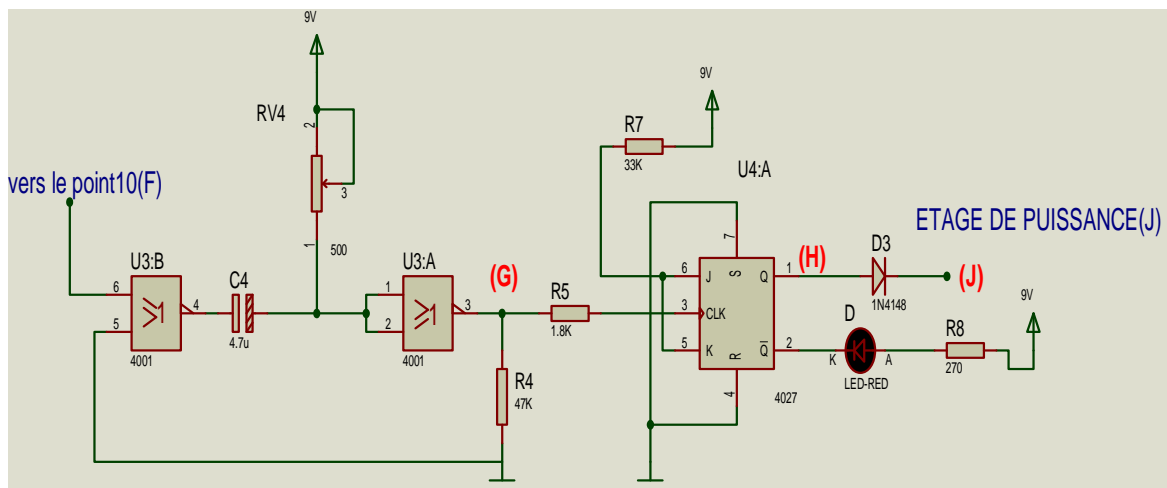 9V
RV4
2
3
1
500
vers le point10(F)
U3:B
6
5
4
≥1
4001
C4
4.7u
U3:A
1
2
3
≥1
4001
(G)
R5
1.8K
R4
47K
R7
33K
9V
U4:A
7
6
J
S
Q
1
3
CLK
5
K
R
Q
2
4
4027
(H)
D3
1N4148
ETAGE DE PUISSANCE(J)
(J)
D
K
A
LED-RED
R8
270
9V